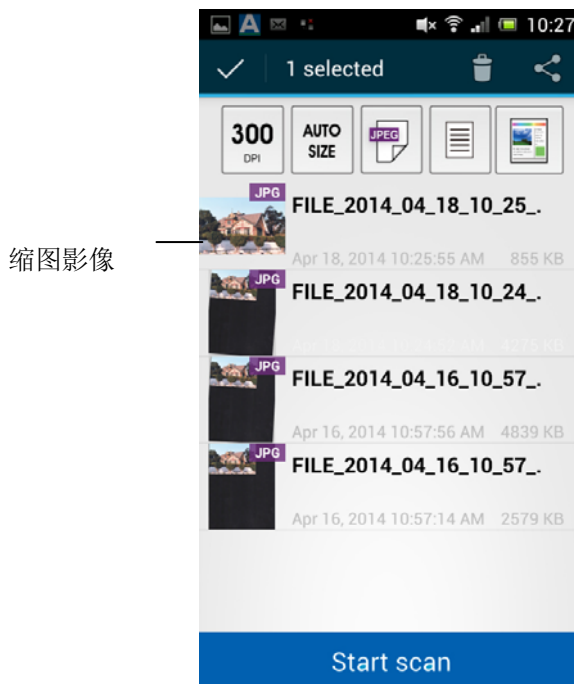 10:27
1 selected
300
DPI
AUTO
SIZE
JPEG
JPG
FILE_2014_04_18_10_25_.
Apr 18, 2014 10:25:55 AM 855 KB
缩图影像
JPG
FILE_2014_04_18_10_24_.
4275 KB
JPG
FILE_2014_04_16_10_57_.
Apr 16, 2014 10:57:56 AM 4839 KB
JPG
FILE_2014_04_16_10_57_.
Apr 16, 2014 10:57:14 AM 2579 KB
Start scan